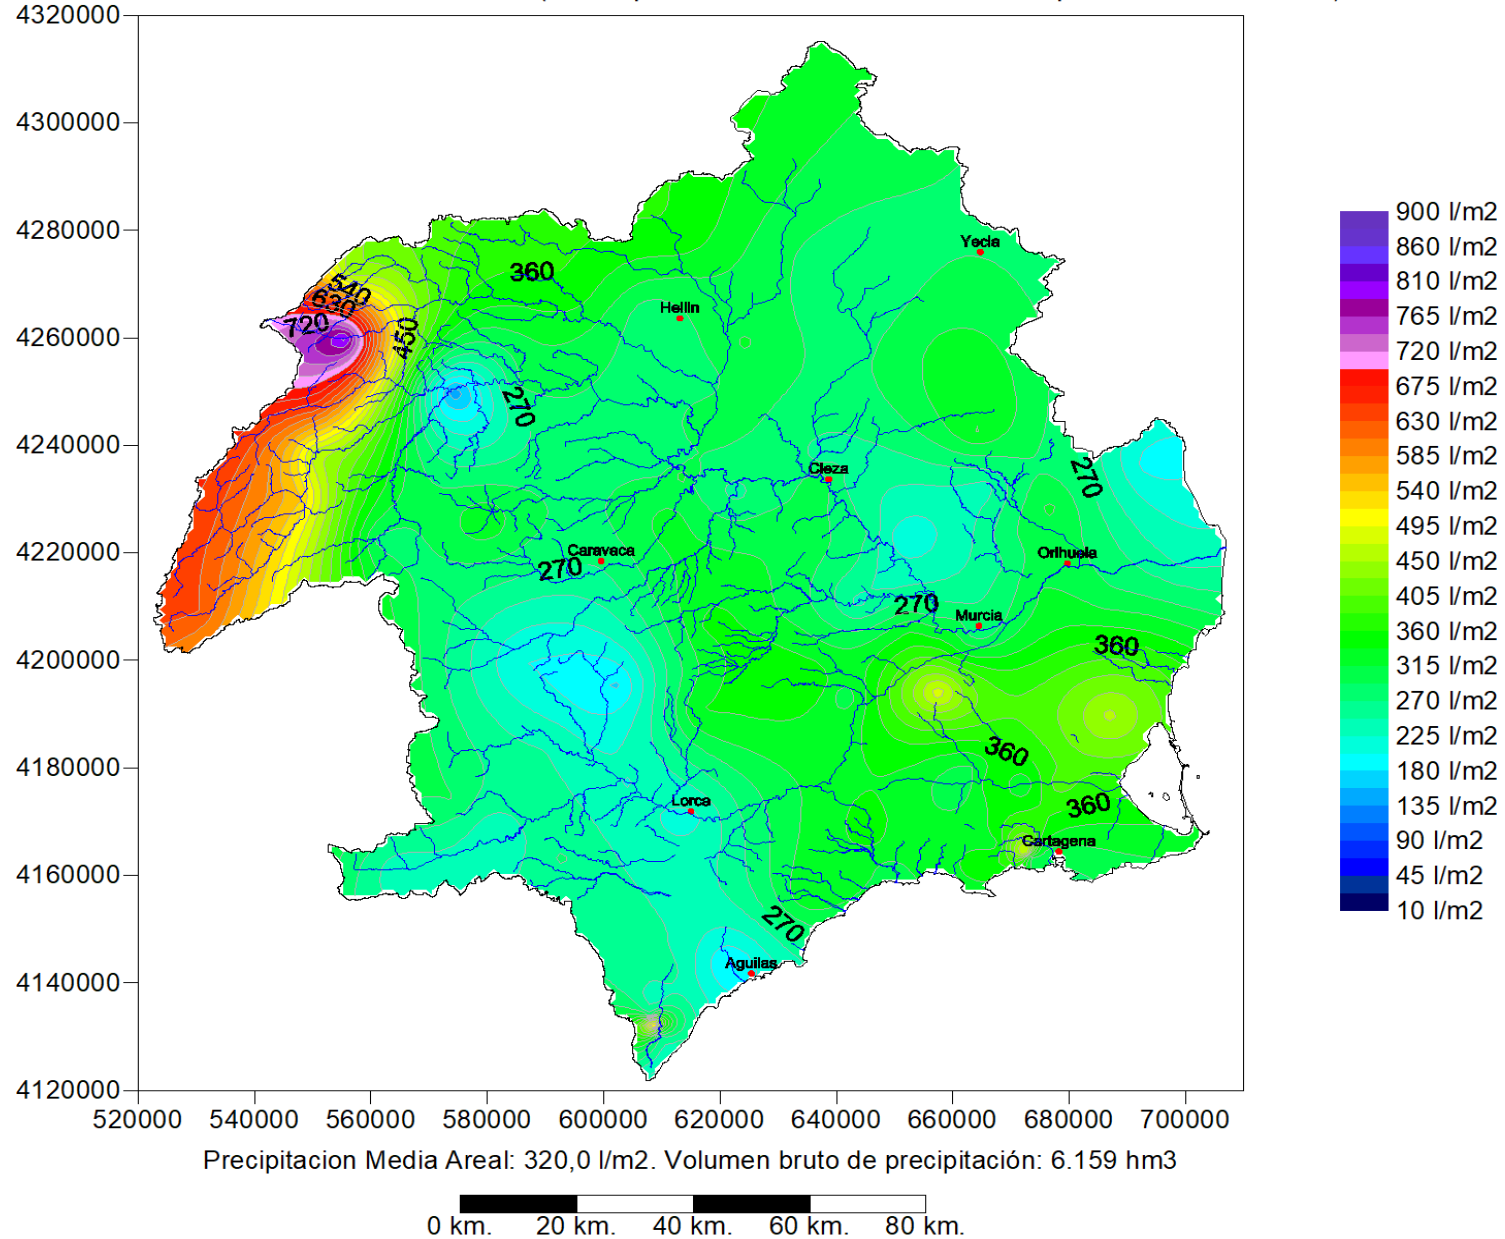 4320000
4300000
4280000
4260000
4240000
4220000
4200000
4180000
4160000
4140000
4120000
520000 540000 560000 580000 600000 620000 640000 660000 680000 700000
Yecla
360
540
630
Hellin
720
450
270
Cieza
270
Caravaca
Orihuela
270
270
Murcia
360
360
Lorca
360
Cartagena
270
Aguilas
900 l/m2
860 l/m2
810 l/m2
765 l/m2
720 l/m2
675 l/m2
630 l/m2
585 l/m2
540 l/m2
495 l/m2
450 l/m2
405 l/m2
360 l/m2
315 l/m2
270 l/m2
225 l/m2
180 l/m2
135 l/m2
90 l/m2
45 l/m2
10 l/m2
Precipitacion Media Areal: 320,0 l/m2. Volumen bruto de precipitación: 6.159 hm3
0 km. 20 km. 40 km. 60 km. 80 km.